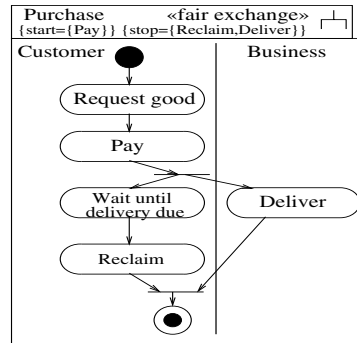 Purchase «fair exchange»
{start={Pay}} {stop={Reclaim,Deliver}}
Customer Business
Request good
Pay
Wait until
delivery due
Deliver
Reclaim